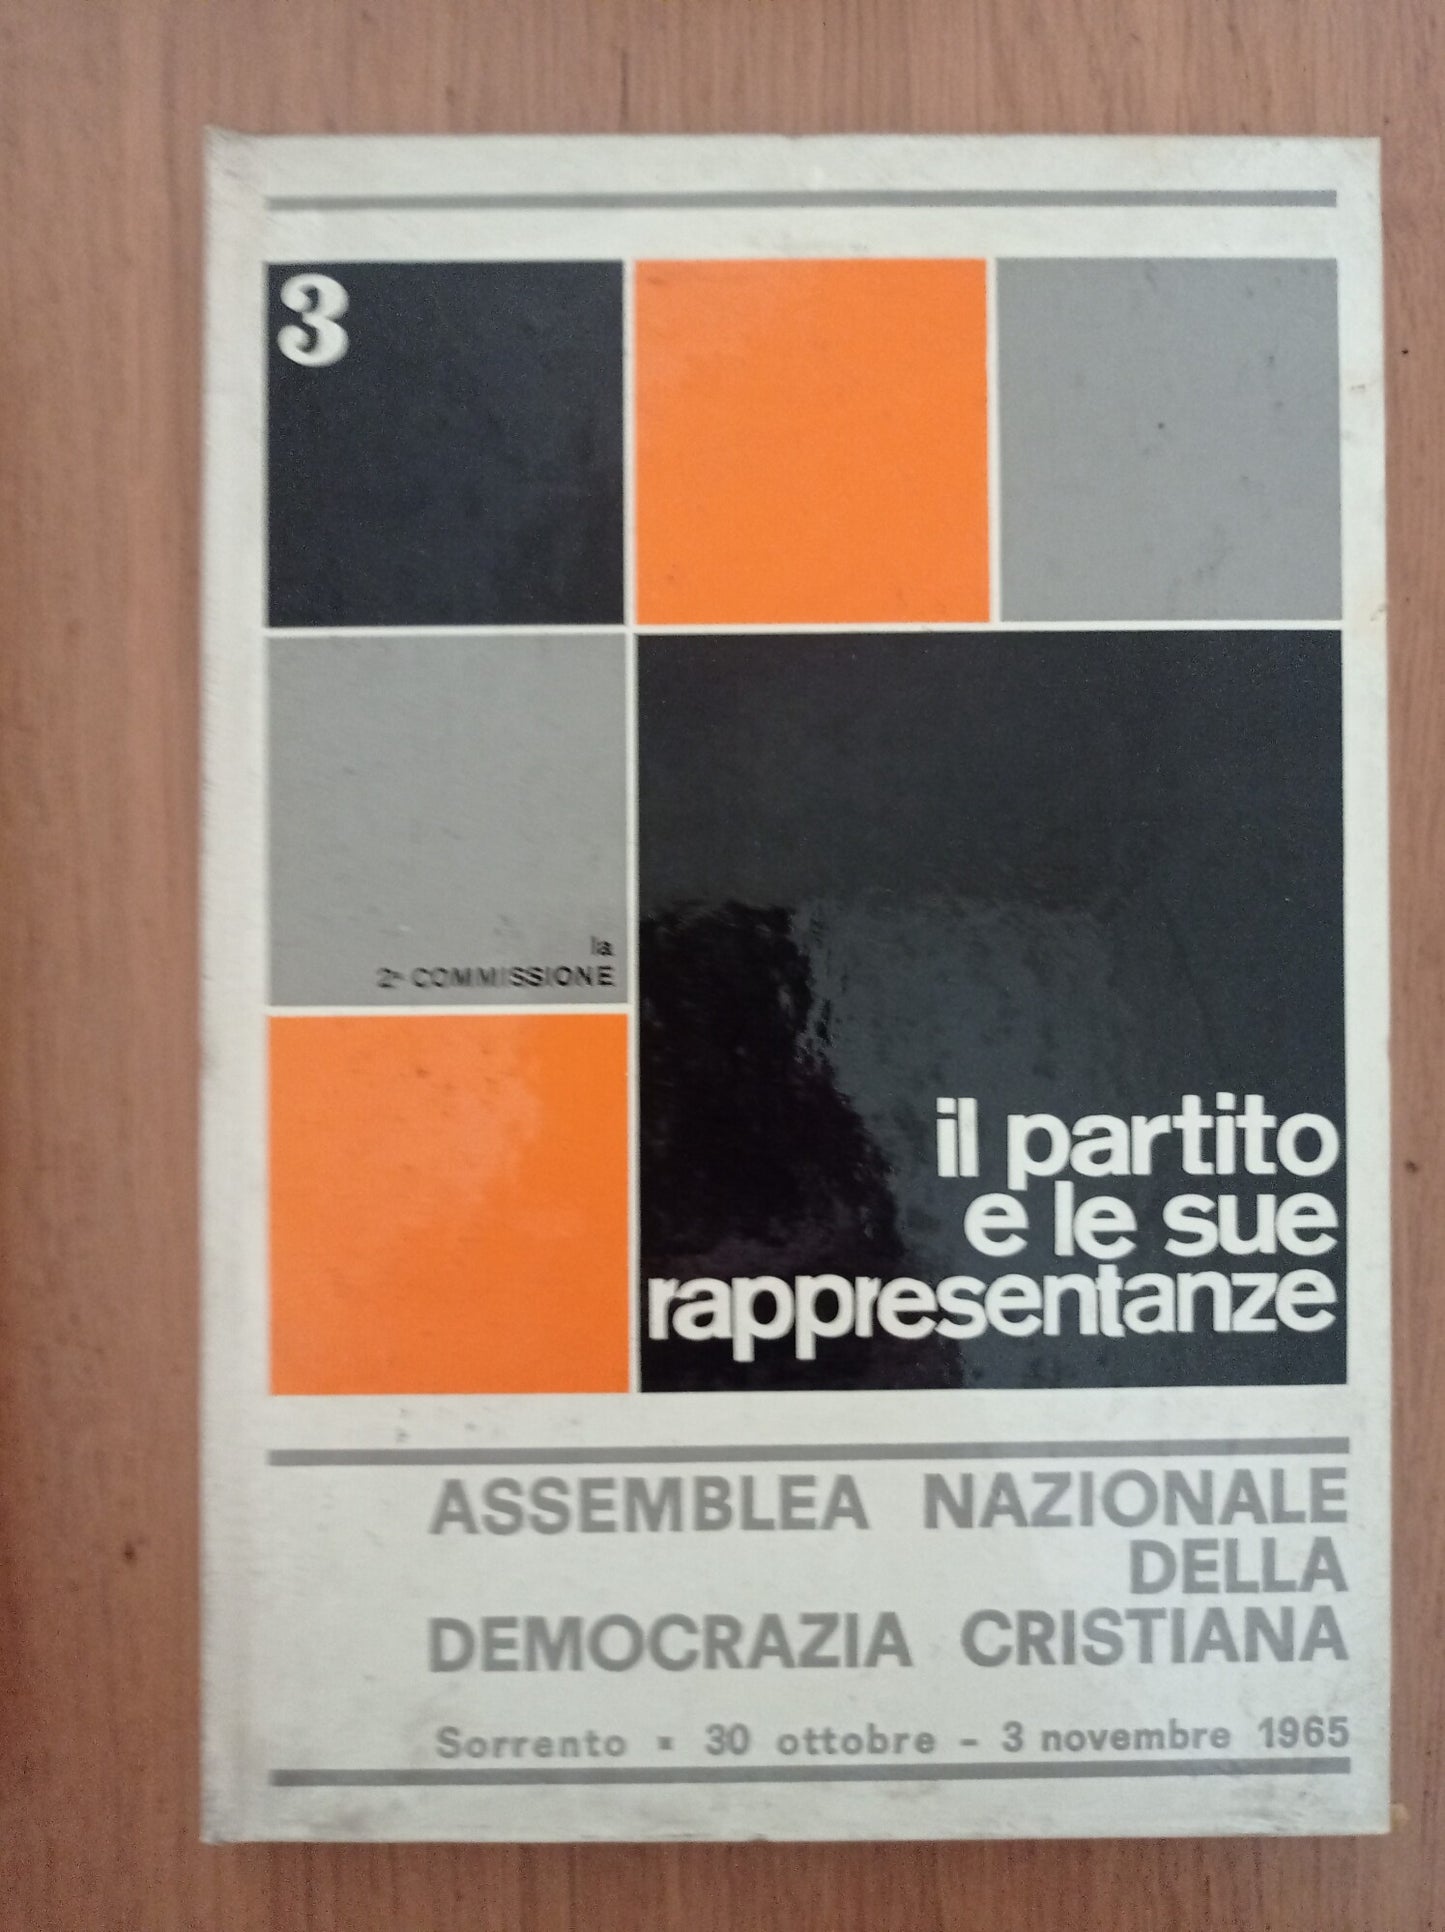 3
la
2ª COMMISSIONE
il partito
e le sue
rappresentanze
ASSEMBLEA NAZIONALE
DELLA
DEMOCRAZIA CRISTIANA
Sorrento ▪ 30 ottobre - 3 novembre 1965